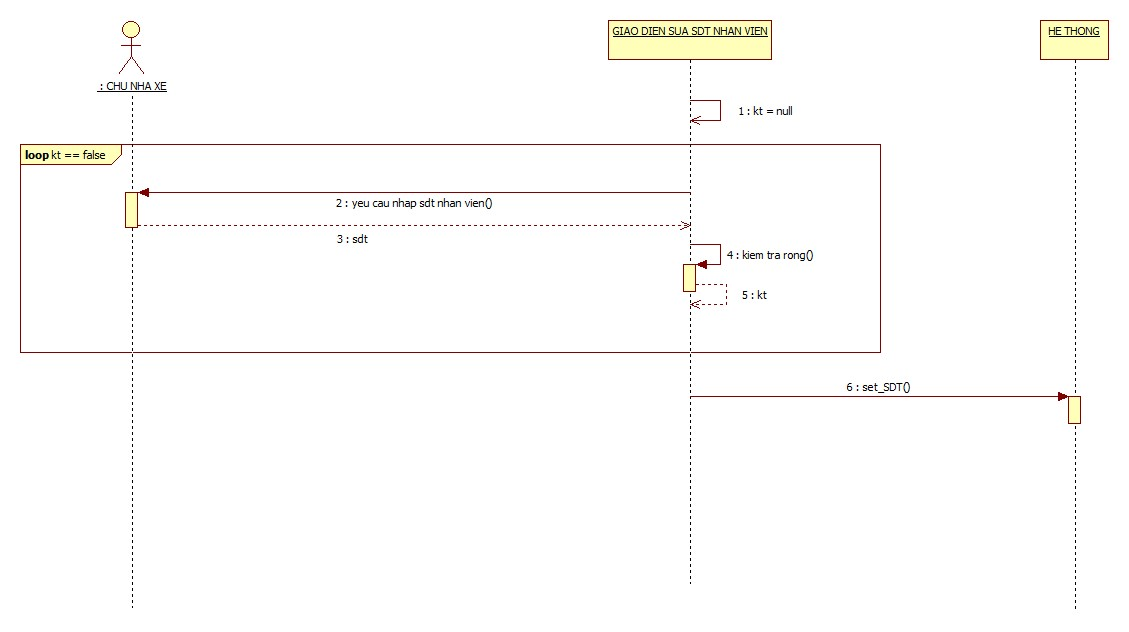 GIAO DIEN SUA SDT NHAN VIEN
HE THONG
: CHU NHA XE
1 : kt = null
loop kt == false
2 : yeu cau nhap sdt nhan vien()
3 : sdt
4 : kiem tra rong()
5 : kt
6 : set_SDT()